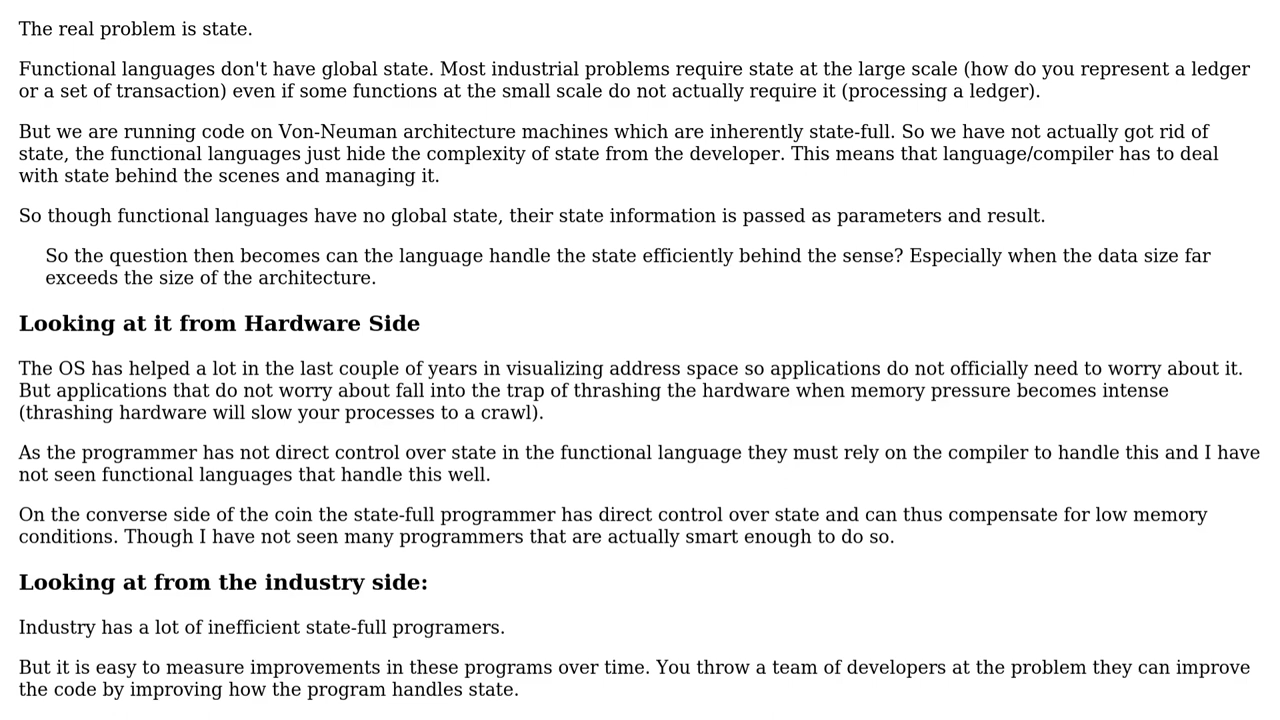 The real problem is state.
Functional languages don't have global state. Most industrial problems require state at the large scale (how do you represent a ledger
or a set of transaction) even if some functions at the small scale do not actually require it (processing a ledger).
But we are running code on Von-Neuman architecture machines which are inherently state-full. So we have not actually got rid of
state, the functional languages just hide the complexity of state from the developer. This means that language/compiler has to deal
with state behind the scenes and managing it.
So though functional languages have no global state, their state information is passed as parameters and result.
So the question then becomes can the language handle the state efficiently behind the sense? Especially when the data size far
exceeds the size of the architecture.
Looking at it from Hardware Side
The OS has helped a lot in the last couple of years in visualizing address space so applications do not officially need to worry about it.
But applications that do not worry about fall into the trap of thrashing the hardware when memory pressure becomes intense
(thrashing hardware will slow your processes to a crawl).
As the programmer has not direct control over state in the functional language they must rely on the compiler to handle this and I have
not seen functional languages that handle this well.
On the converse side of the coin the state-full programmer has direct control over state and can thus compensate for low memory
conditions. Though I have not seen many programmers that are actually smart enough to do so.
Looking at from the industry side:
Industry has a lot of inefficient state-full programers.
But it is easy to measure improvements in these programs over time. You throw a team of developers at the problem they can improve
the code by improving how the program handles state.